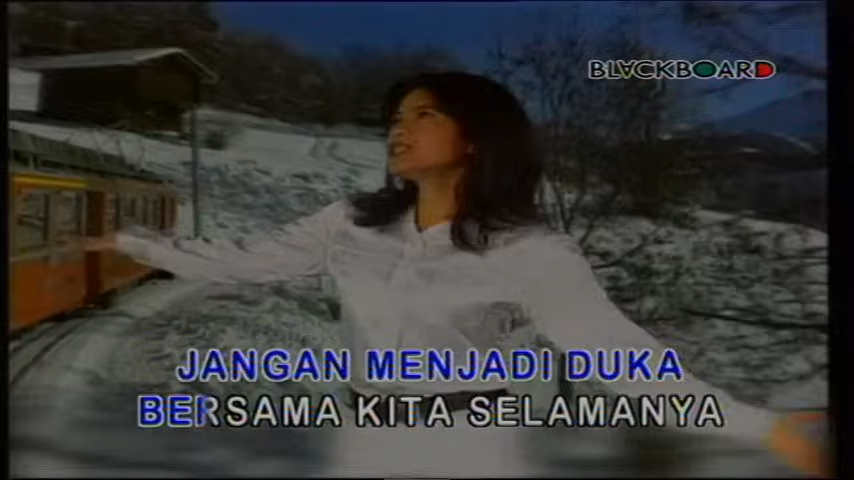 BLACKBOARD
JANGAN MENJADI DUKA
BERSAMA KITA SELAMANYA